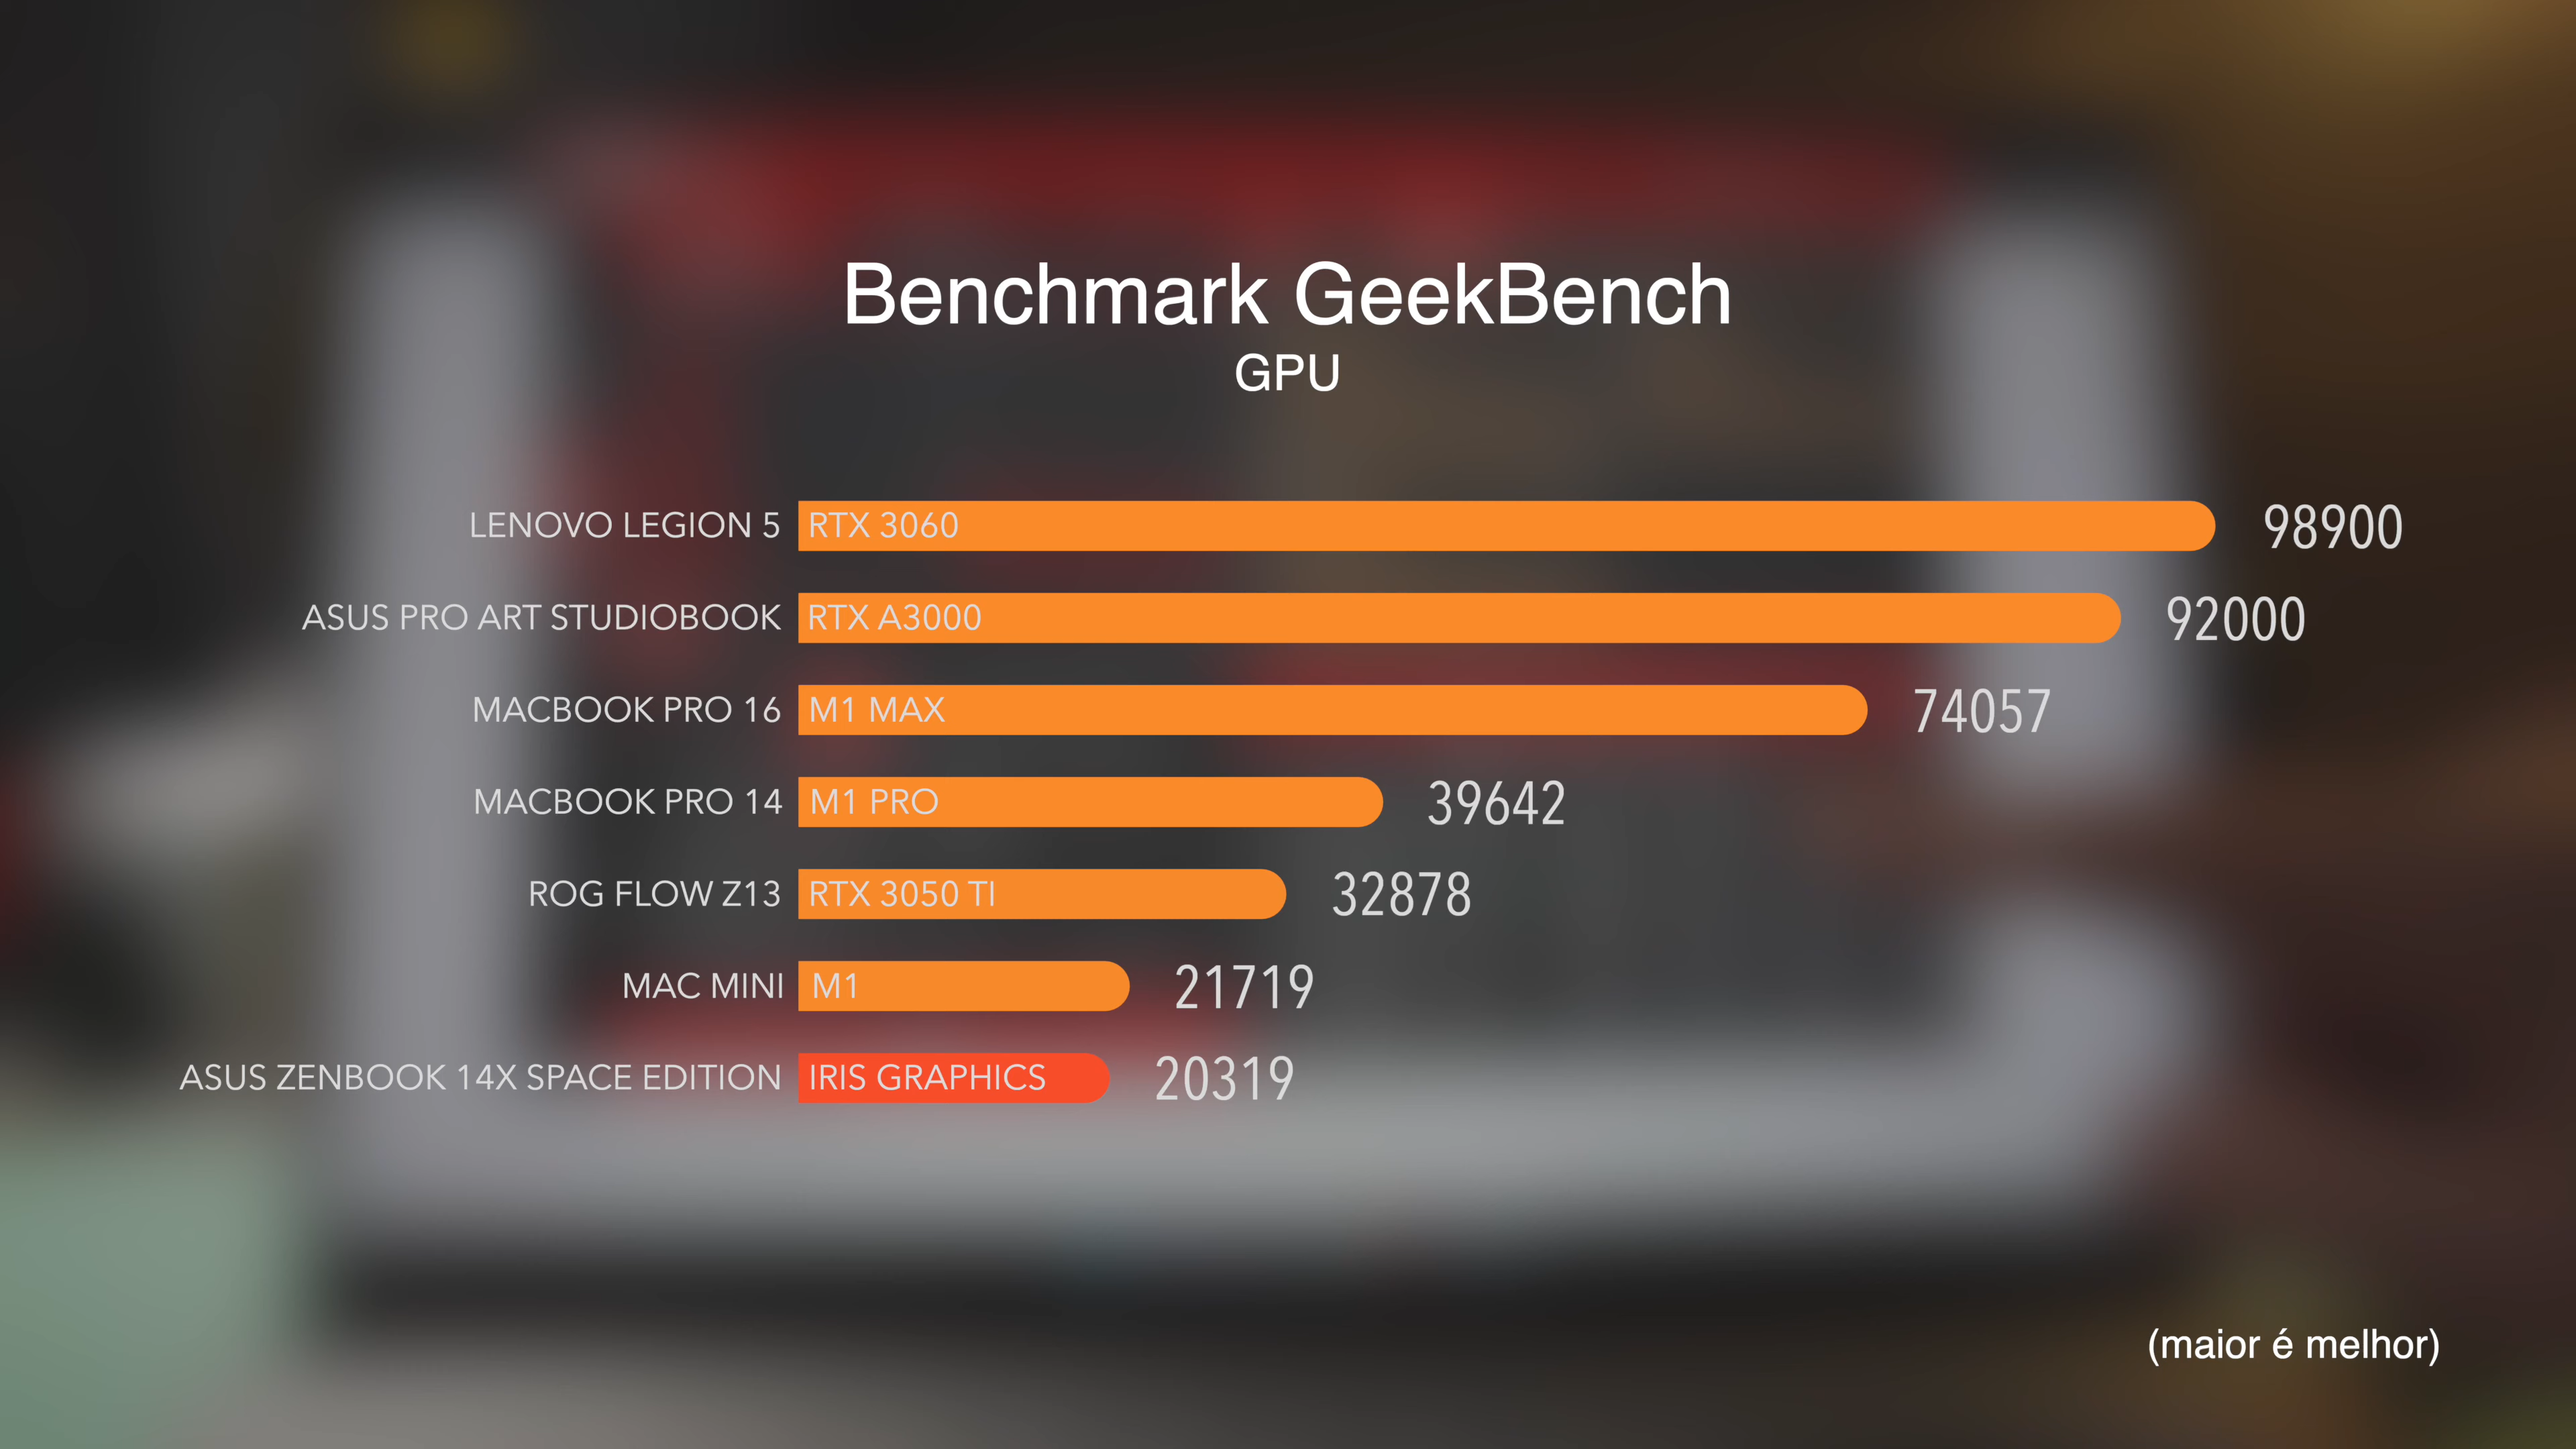 Benchmark GeekBench
GPU
LENOVO LEGION 5 RTX 3060 98900
ASUS PRO ART STUDIOBOOK RTX A3000 92000
MACBOOK PRO 16 M1 MAX 74057
MACBOOK PRO 14 M1 PRO 39642
ROG FLOW Z13 RTX 3050 TI 32878
MAC MINI M1 21719
ASUS ZENBOOK 14X SPACE EDITION IRIS GRAPHICS 20319
(maior é melhor)